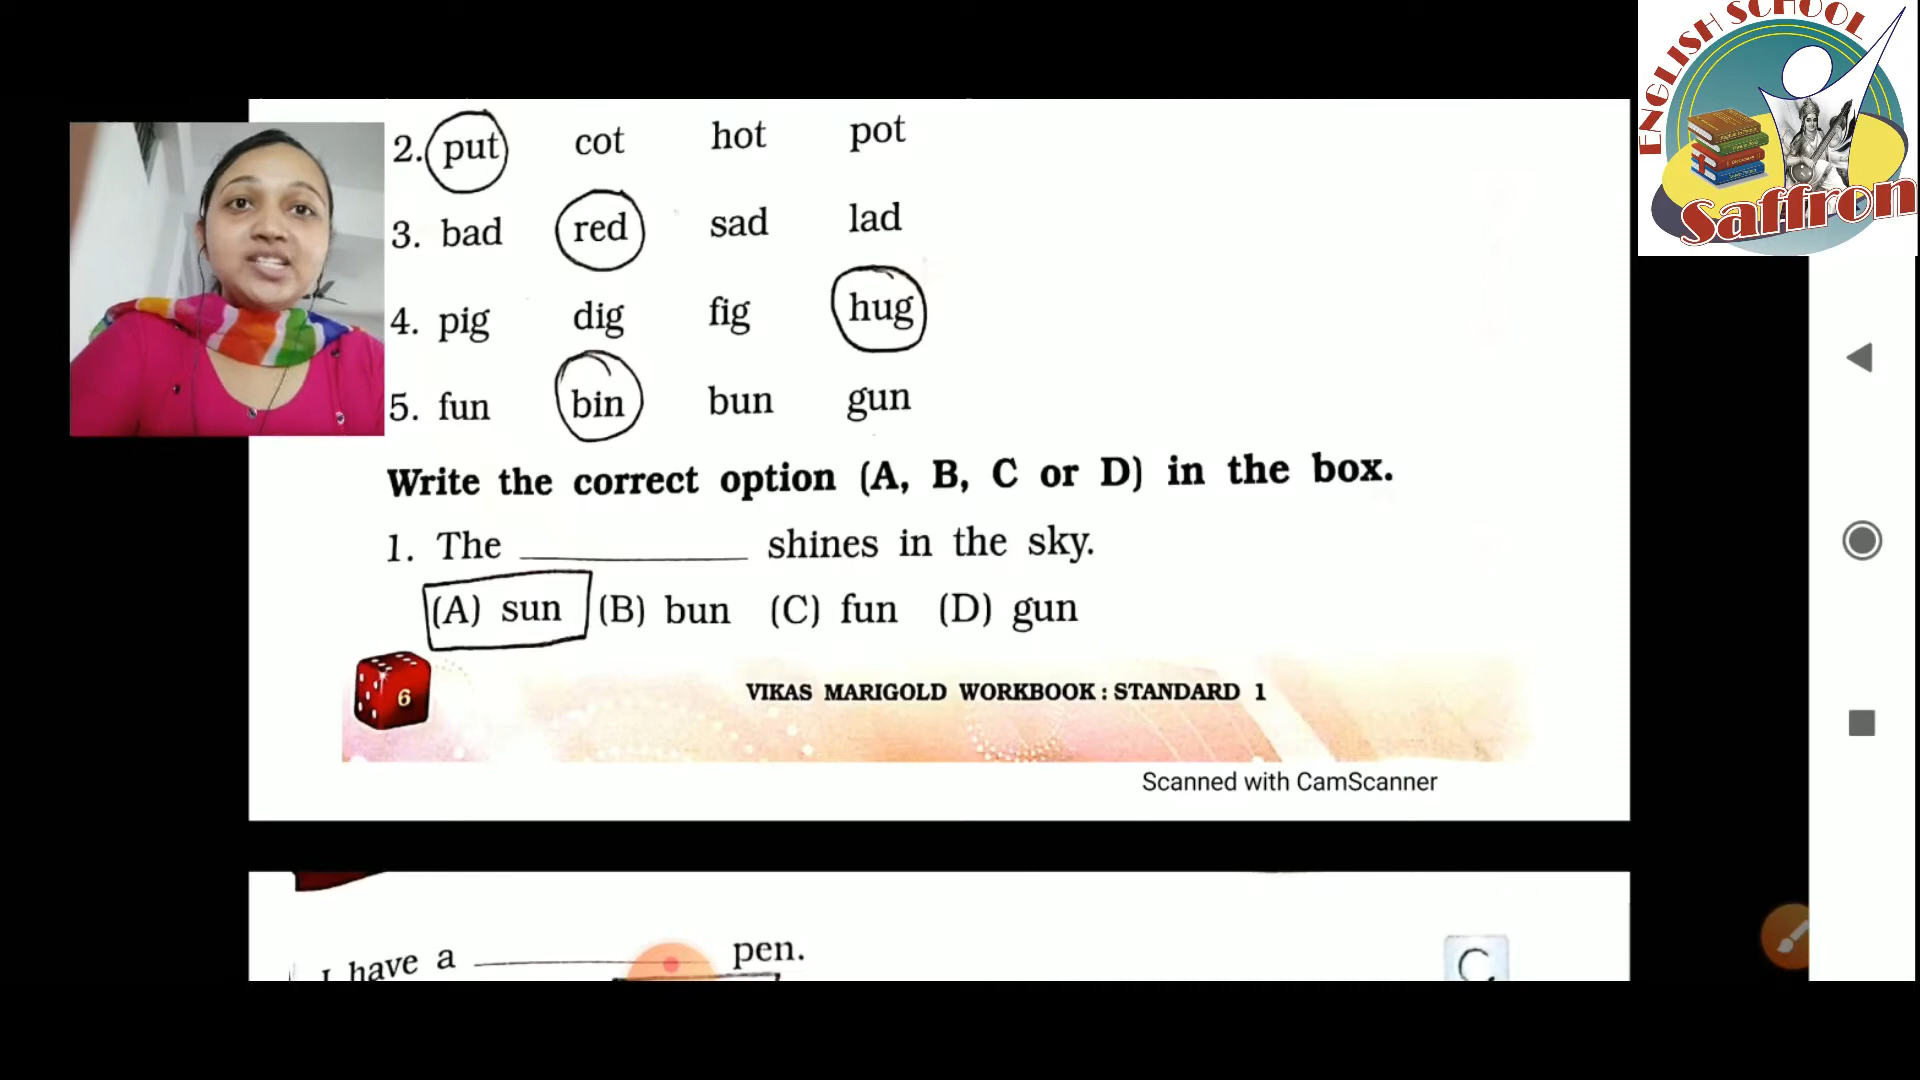 ENGLISH SCHOOL
Saffron
2. put cot hot pot
3. bad red sad lad
4. pig dig fig hug
5. fun bin bun gun
Write the correct option (A, B, C or D) in the box.
1. The ____________ shines in the sky.
(A) sun (B) bun (C) fun (D) gun
6
VIKAS MARIGOLD WORKBOOK : STANDARD 1
Scanned with CamScanner
I have a ____________ pen.
C